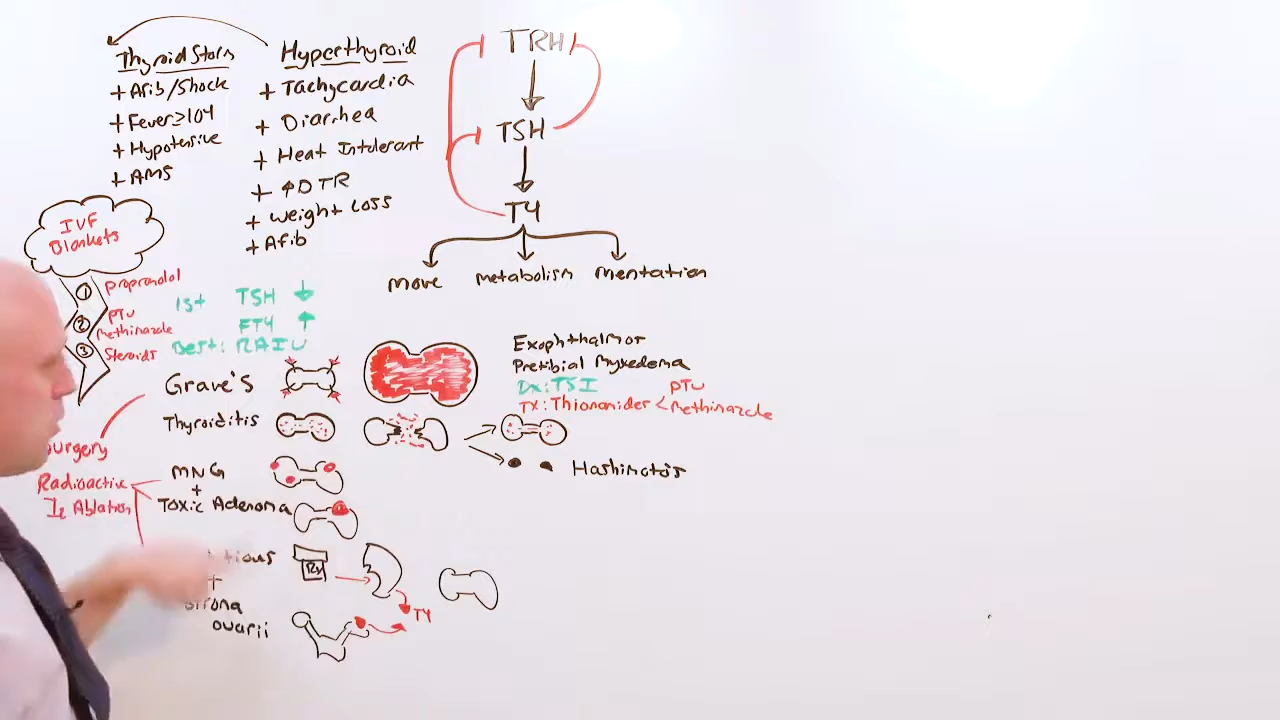 Thyroid Storm
+ Afib/Shock
+ Fever ≥104
+ Hypotensive
+ AMS
Hyperthyroid
+ Tachycardia
+ Diarrhea
+ Heat Intolerant
+ ↑DTR
+ Weight Loss
+ Afib
TRH
TSH
T4
Move
Metabolism
Mentation
IVF
Blankets
① Propranolol
② PTU
Methimazole
③ Steroids
1st TSH ↓
FT4 ↑
Best: RAIU
Grave's
Exophthalmos
Pretibial Myxedema
Dx: TSI
Tx: Thionamides < PTU
Methimazole
Thyroiditis
Hashimoto's
MNG
+
Toxic Adenoma
Surgery
Radioactive
I2 Ablation
Rx
T4
+
ovarii